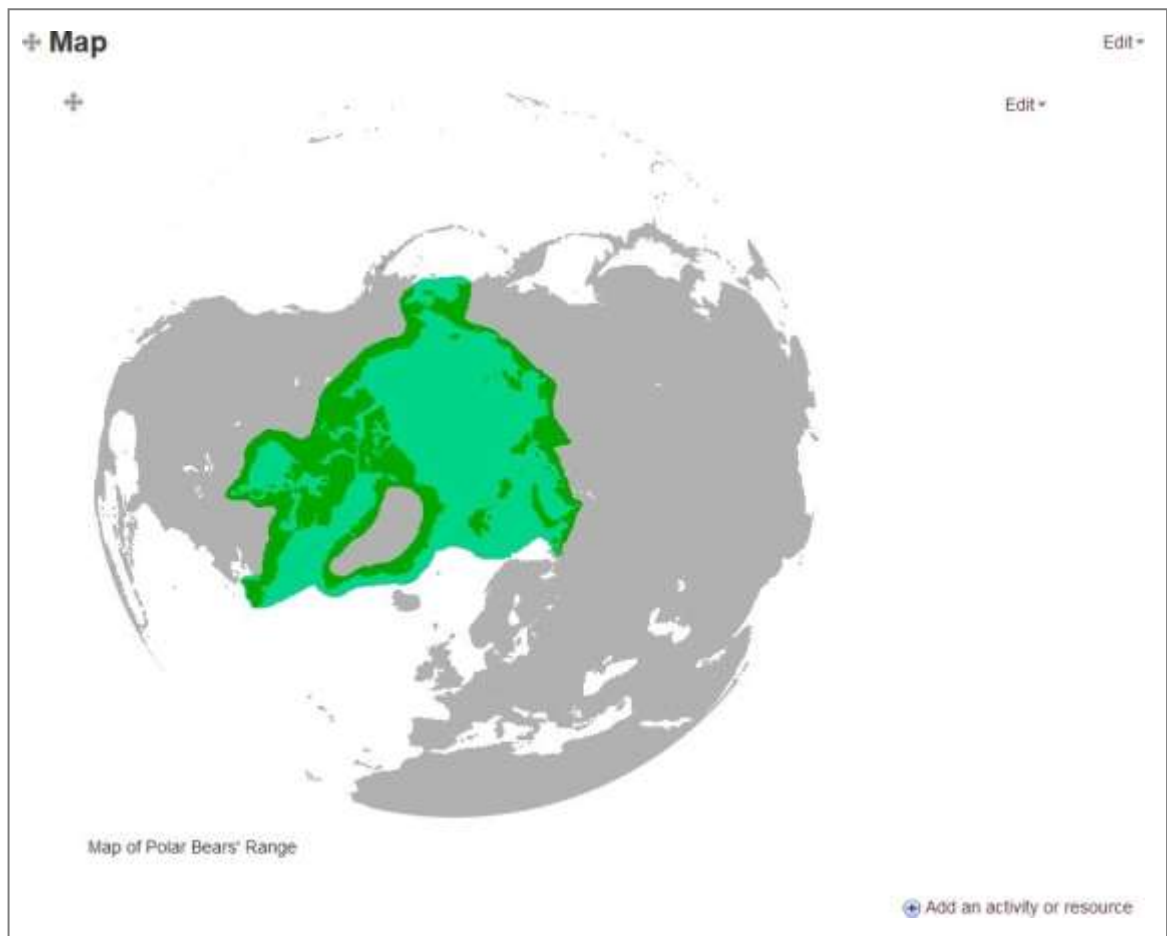 Map
Edit
Edit
Map of Polar Bears' Range
Add an activity or resource